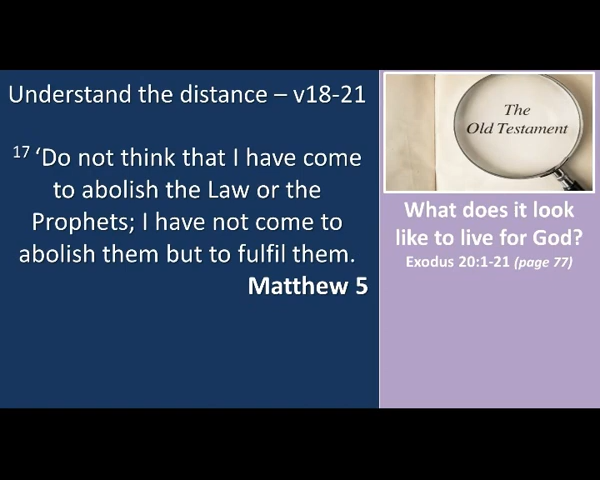 Understand the distance – v18-21
17 ‘Do not think that I have come
to abolish the Law or the
Prophets; I have not come to
abolish them but to fulfil them.
Matthew 5
The
Old Testament
What does it look
like to live for God?
Exodus 20:1-21 (page 77)